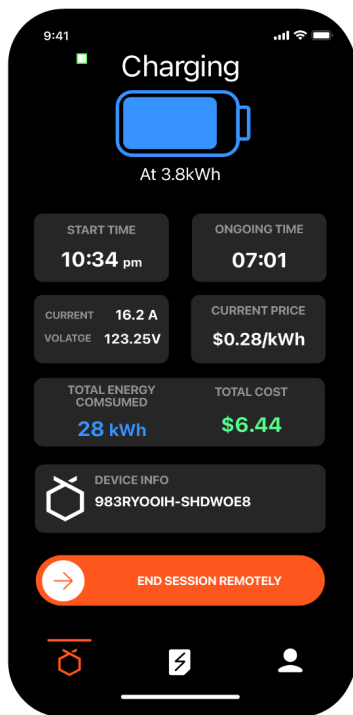 9:41
Charging
At 3.8kWh
START TIME
10:34 pm
ONGOING TIME
07:01
CURRENT 16.2 A
VOLATGE 123.25V
CURRENT PRICE
$0.28/kWh
TOTAL ENERGY
COMSUMED
28 kWh
TOTAL COST
$6.44
DEVICE INFO
983RYOOIH-SHDWOE8
END SESSION REMOTELY